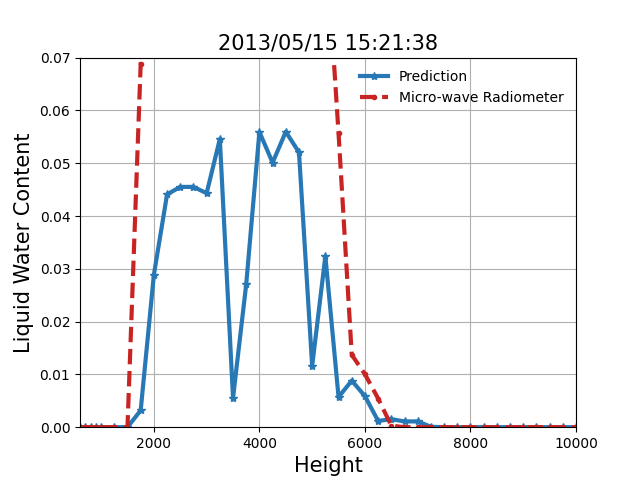 2013/05/15 15:21:38
Liquid Water Content
0.07
0.06
0.05
0.04
0.03
0.02
0.01
0.00
Prediction
Micro-wave Radiometer
2000 4000 6000 8000 10000
Height